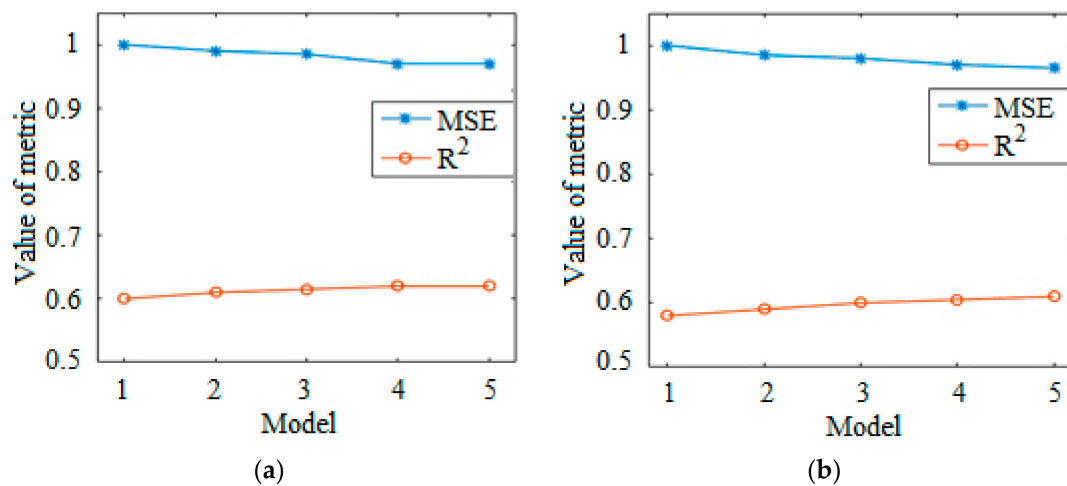 1
0.9
0.8
0.7
0.6
0.5
Value of metric
MSE
R²
1 2 3 4 5
Model
(a)
1
0.9
0.8
0.7
0.6
0.5
Value of metric
MSE
R²
1 2 3 4 5
Model
(b)